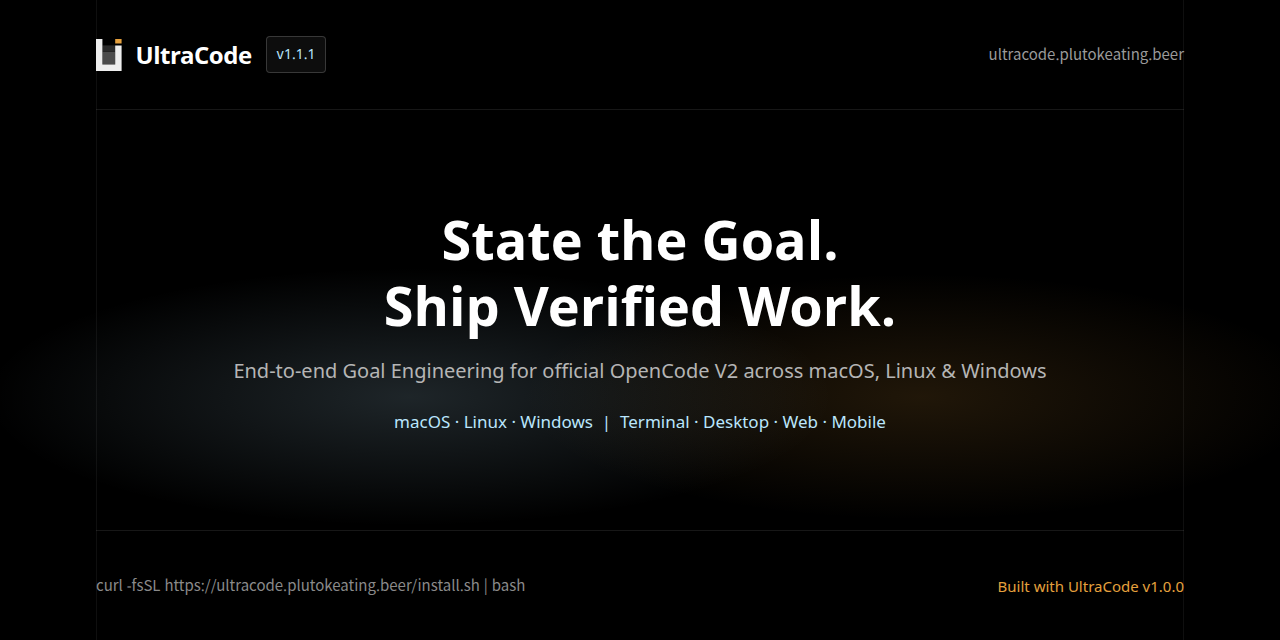 UltraCode v1.1.1 ultracode.plutokeating.beer
State the Goal.
Ship Verified Work.
End-to-end Goal Engineering for official OpenCode V2 across macOS, Linux & Windows
macOS · Linux · Windows | Terminal · Desktop · Web · Mobile
curl -fsSL https://ultracode.plutokeating.beer/install.sh | bash Built with UltraCode v1.0.0